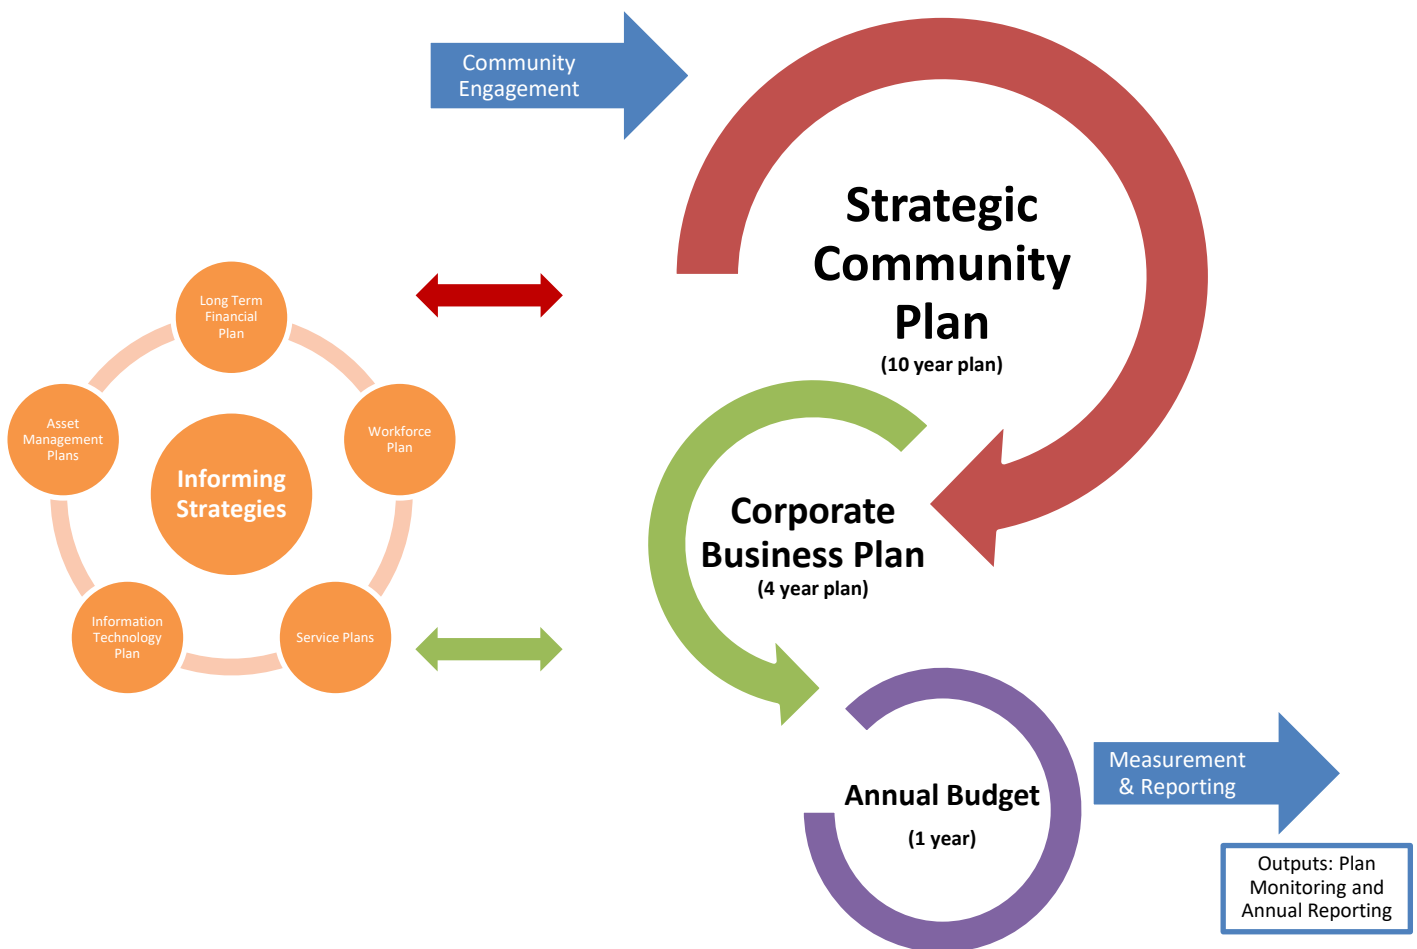 Community
Engagement
Strategic
Community
Plan
(10 year plan)
Long Term
Financial
Plan
Asset
Management
Plans
Workforce
Plan
Informing
Strategies
Information
Technology
Plan
Service Plans
Corporate
Business Plan
(4 year plan)
Annual Budget
(1 year)
Measurement
& Reporting
Outputs: Plan
Monitoring and
Annual Reporting